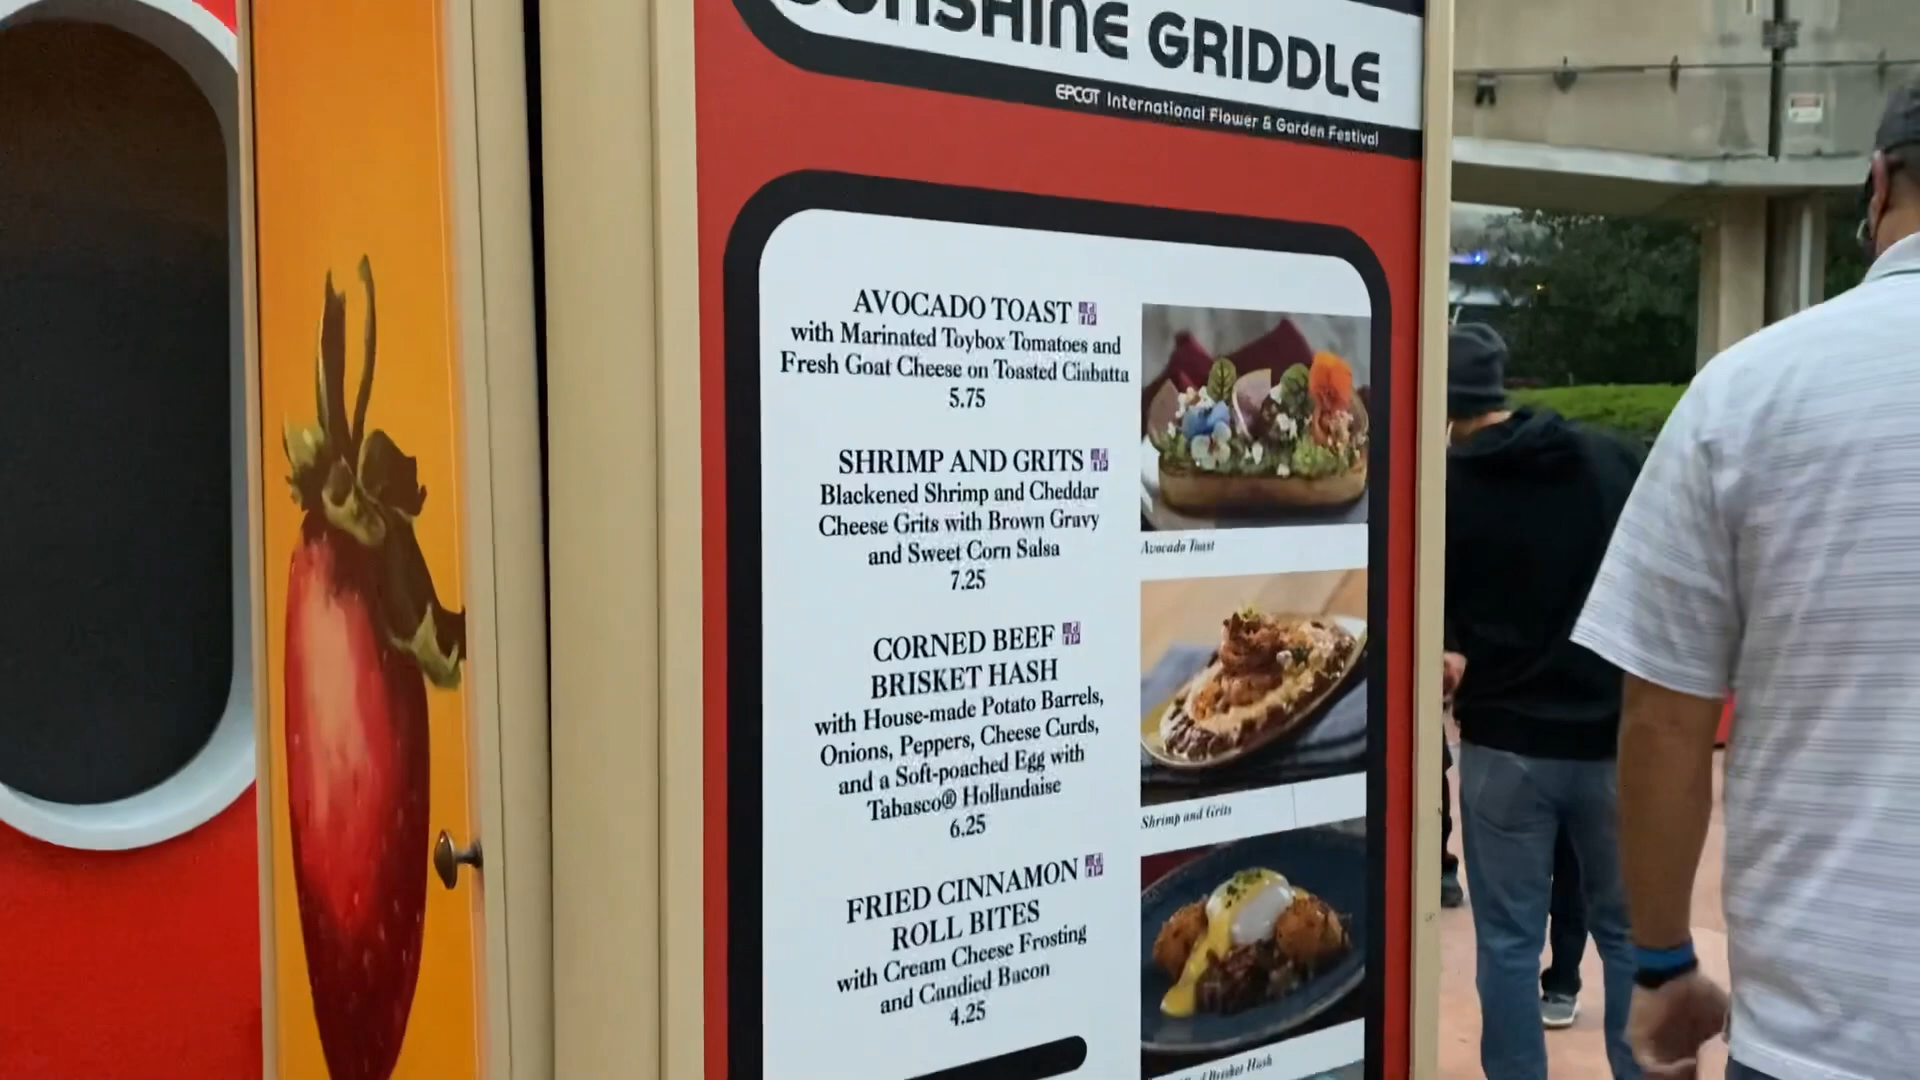 SUNSHINE GRIDDLE
EPCOT International Flower & Garden Festival
AVOCADO TOAST
with Marinated Toybox Tomatoes and
Fresh Goat Cheese on Toasted Ciabatta
5.75
SHRIMP AND GRITS
Blackened Shrimp and Cheddar
Cheese Grits with Brown Gravy
and Sweet Corn Salsa
7.25
CORNED BEEF
BRISKET HASH
with House-made Potato Barrels,
Onions, Peppers, Cheese Curds,
and a Soft-poached Egg with
Tabasco® Hollandaise
6.25
FRIED CINNAMON
ROLL BITES
with Cream Cheese Frosting
and Candied Bacon
4.25
Avocado Toast
Shrimp and Grits
Brisket Hash